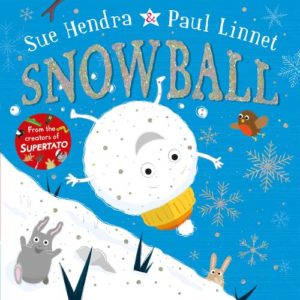 Sue Hendra & Paul Linnet
SNOWBALL
From the
creators of
SUPERTATO